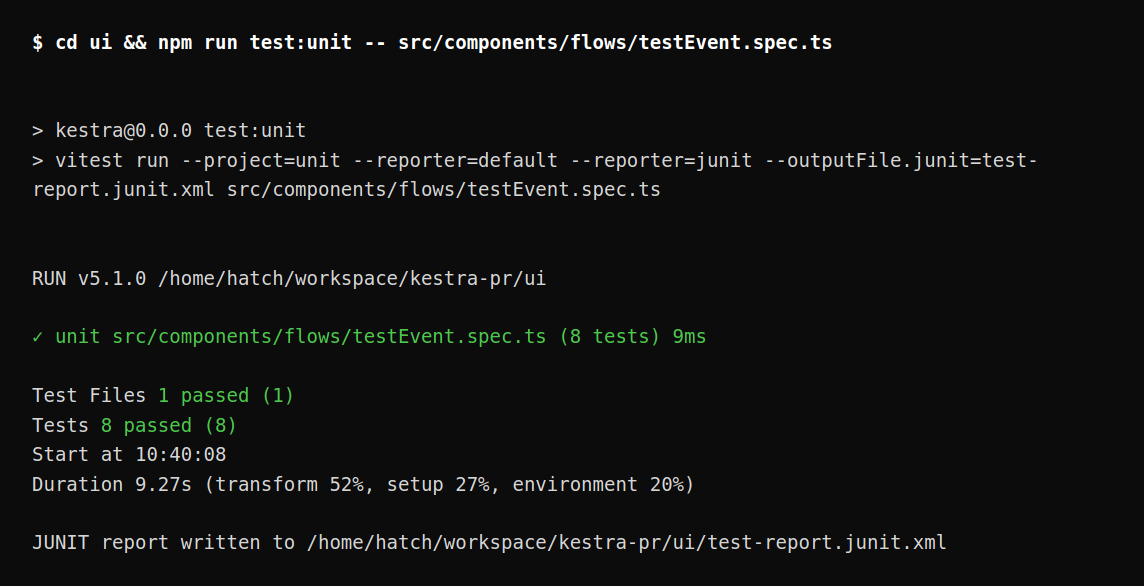 $ cd ui && npm run test:unit -- src/components/flows/testEvent.spec.ts
> kestra@0.0.0 test:unit
> vitest run --project=unit --reporter=default --reporter=junit --outputFile.junit=test-
report.junit.xml src/components/flows/testEvent.spec.ts
RUN v5.1.0 /home/hatch/workspace/kestra-pr/ui
✓ unit src/components/flows/testEvent.spec.ts (8 tests) 9ms
Test Files 1 passed (1)
Tests 8 passed (8)
Start at 10:40:08
Duration 9.27s (transform 52%, setup 27%, environment 20%)
JUNIT report written to /home/hatch/workspace/kestra-pr/ui/test-report.junit.xml